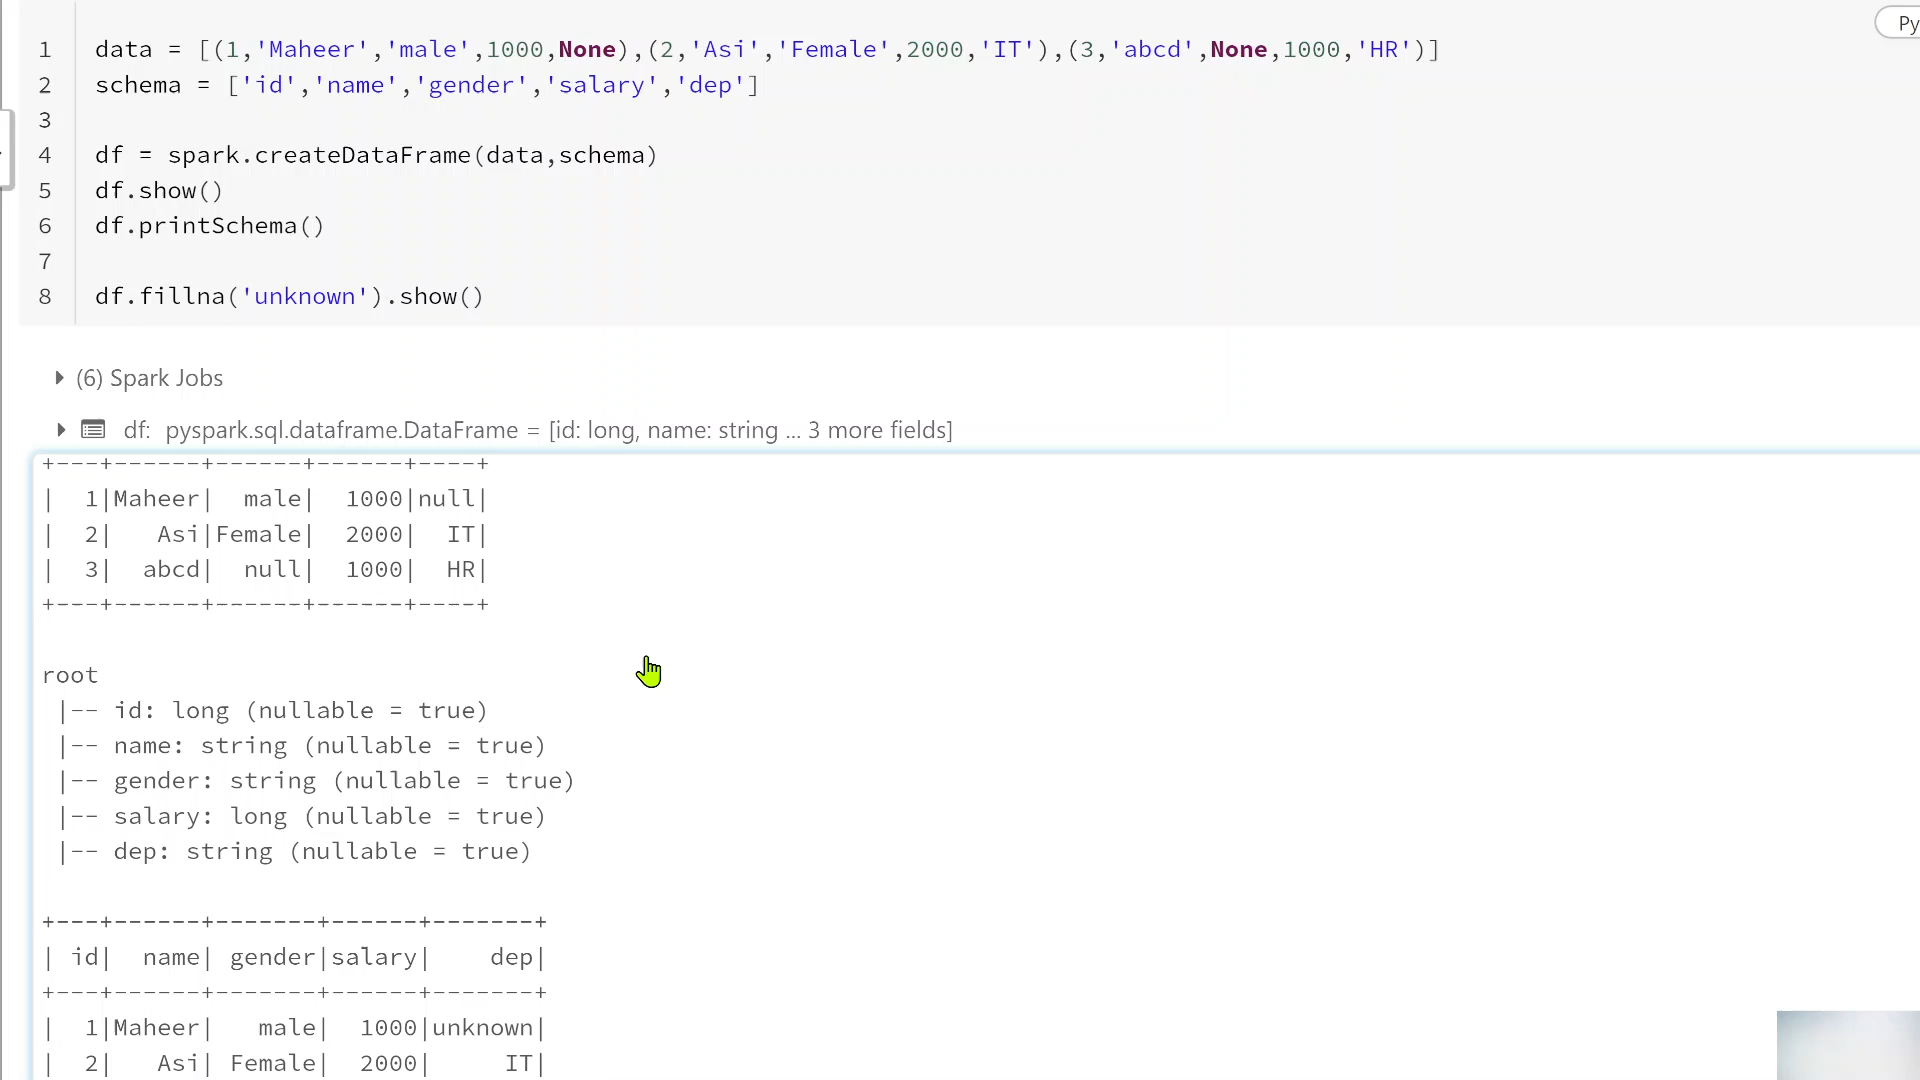 Py
1 data = [(1,'Maheer','male',1000,None),(2,'Asi','Female',2000,'IT'),(3,'abcd',None,1000,'HR')]
2 schema = ['id','name','gender','salary','dep']
3
4 df = spark.createDataFrame(data,schema)
5 df.show()
6 df.printSchema()
7
8 df.fillna('unknown').show()
(6) Spark Jobs
df: pyspark.sql.dataframe.DataFrame = [id: long, name: string ... 3 more fields]
+---+------+------+------+----+
|  1|Maheer|  male|  1000|null|
|  2|   Asi|Female|  2000|  IT|
|  3|  abcd|  null|  1000|  HR|
+---+------+------+------+----+
root
 |-- id: long (nullable = true)
 |-- name: string (nullable = true)
 |-- gender: string (nullable = true)
 |-- salary: long (nullable = true)
 |-- dep: string (nullable = true)
+---+------+-------+------+-------+
| id|  name| gender|salary|    dep|
+---+------+-------+------+-------+
|  1|Maheer|   male|  1000|unknown|
|  2|   Asi| Female|  2000|     IT|